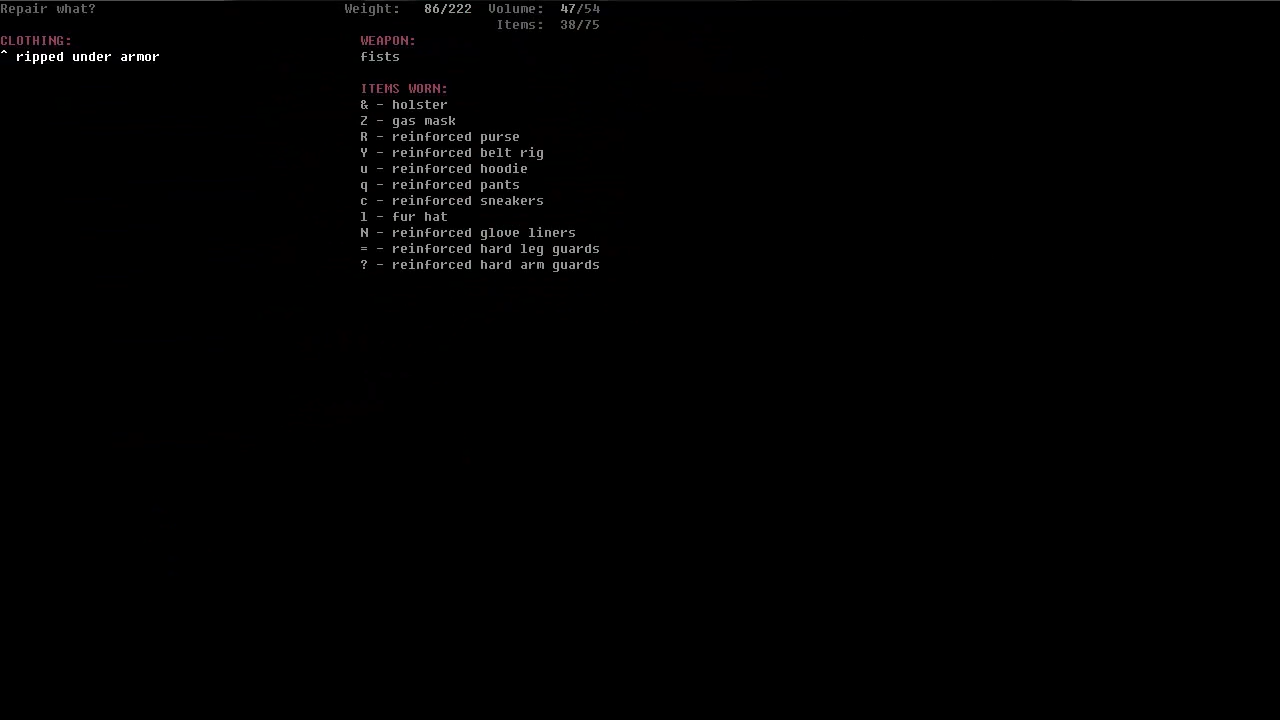 Repair what? Weight: 86/222 Volume: 47/54
Items: 38/75
CLOTHING: WEAPON:
^ ripped under armor fists
ITEMS WORN:
& - holster
Z - gas mask
R - reinforced purse
Y - reinforced belt rig
u - reinforced hoodie
q - reinforced pants
c - reinforced sneakers
l - fur hat
N - reinforced glove liners
= - reinforced hard leg guards
? - reinforced hard arm guards